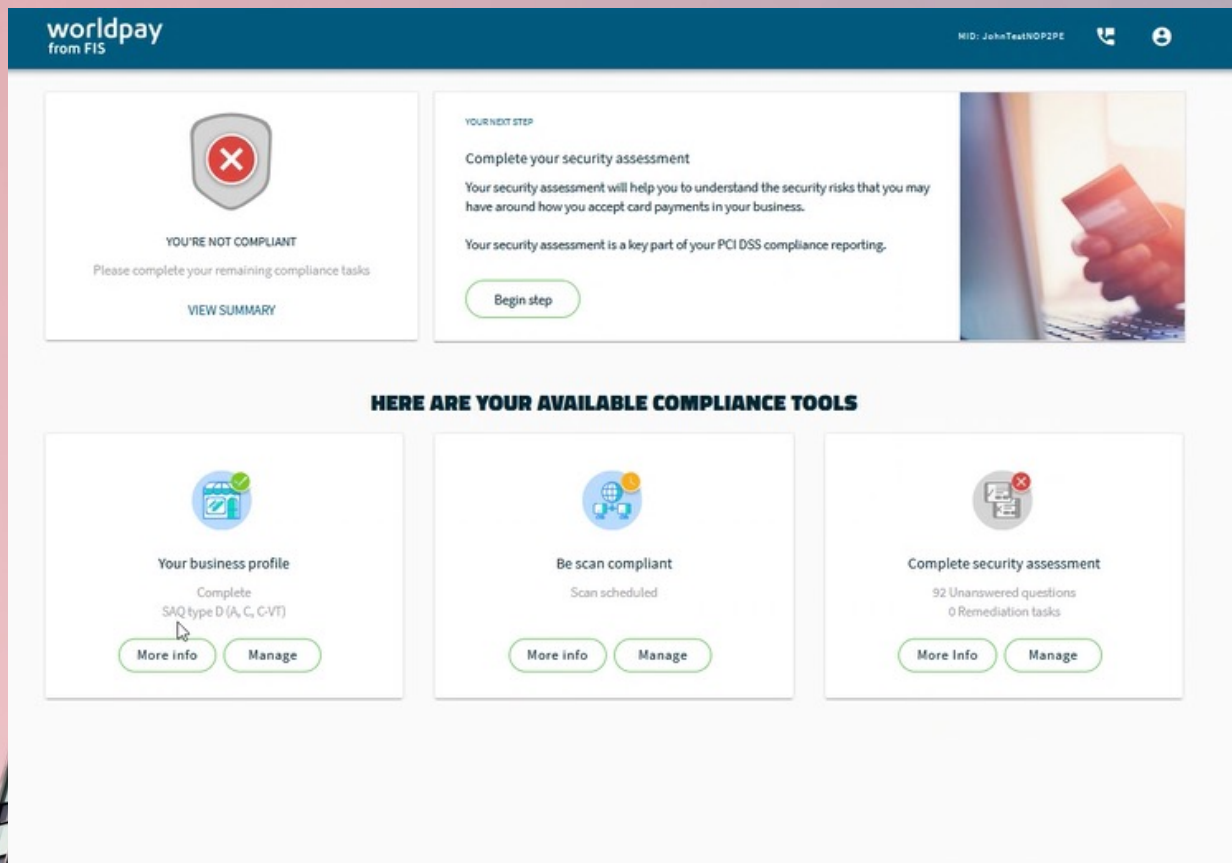 worldpay
from FIS
MID: JohnTestNOP2PE
YOU'RE NOT COMPLIANT
Please complete your remaining compliance tasks
VIEW SUMMARY
YOUR NEXT STEP
Complete your security assessment
Your security assessment will help you to understand the security risks that you may
have around how you accept card payments in your business.
Your security assessment is a key part of your PCI DSS compliance reporting.
Begin step
HERE ARE YOUR AVAILABLE COMPLIANCE TOOLS
Your business profile
Complete
SAQ type D (A, C, C-VT)
More info
Manage
Be scan compliant
Scan scheduled
More info
Manage
Complete security assessment
92 Unanswered questions
0 Remediation tasks
More Info
Manage